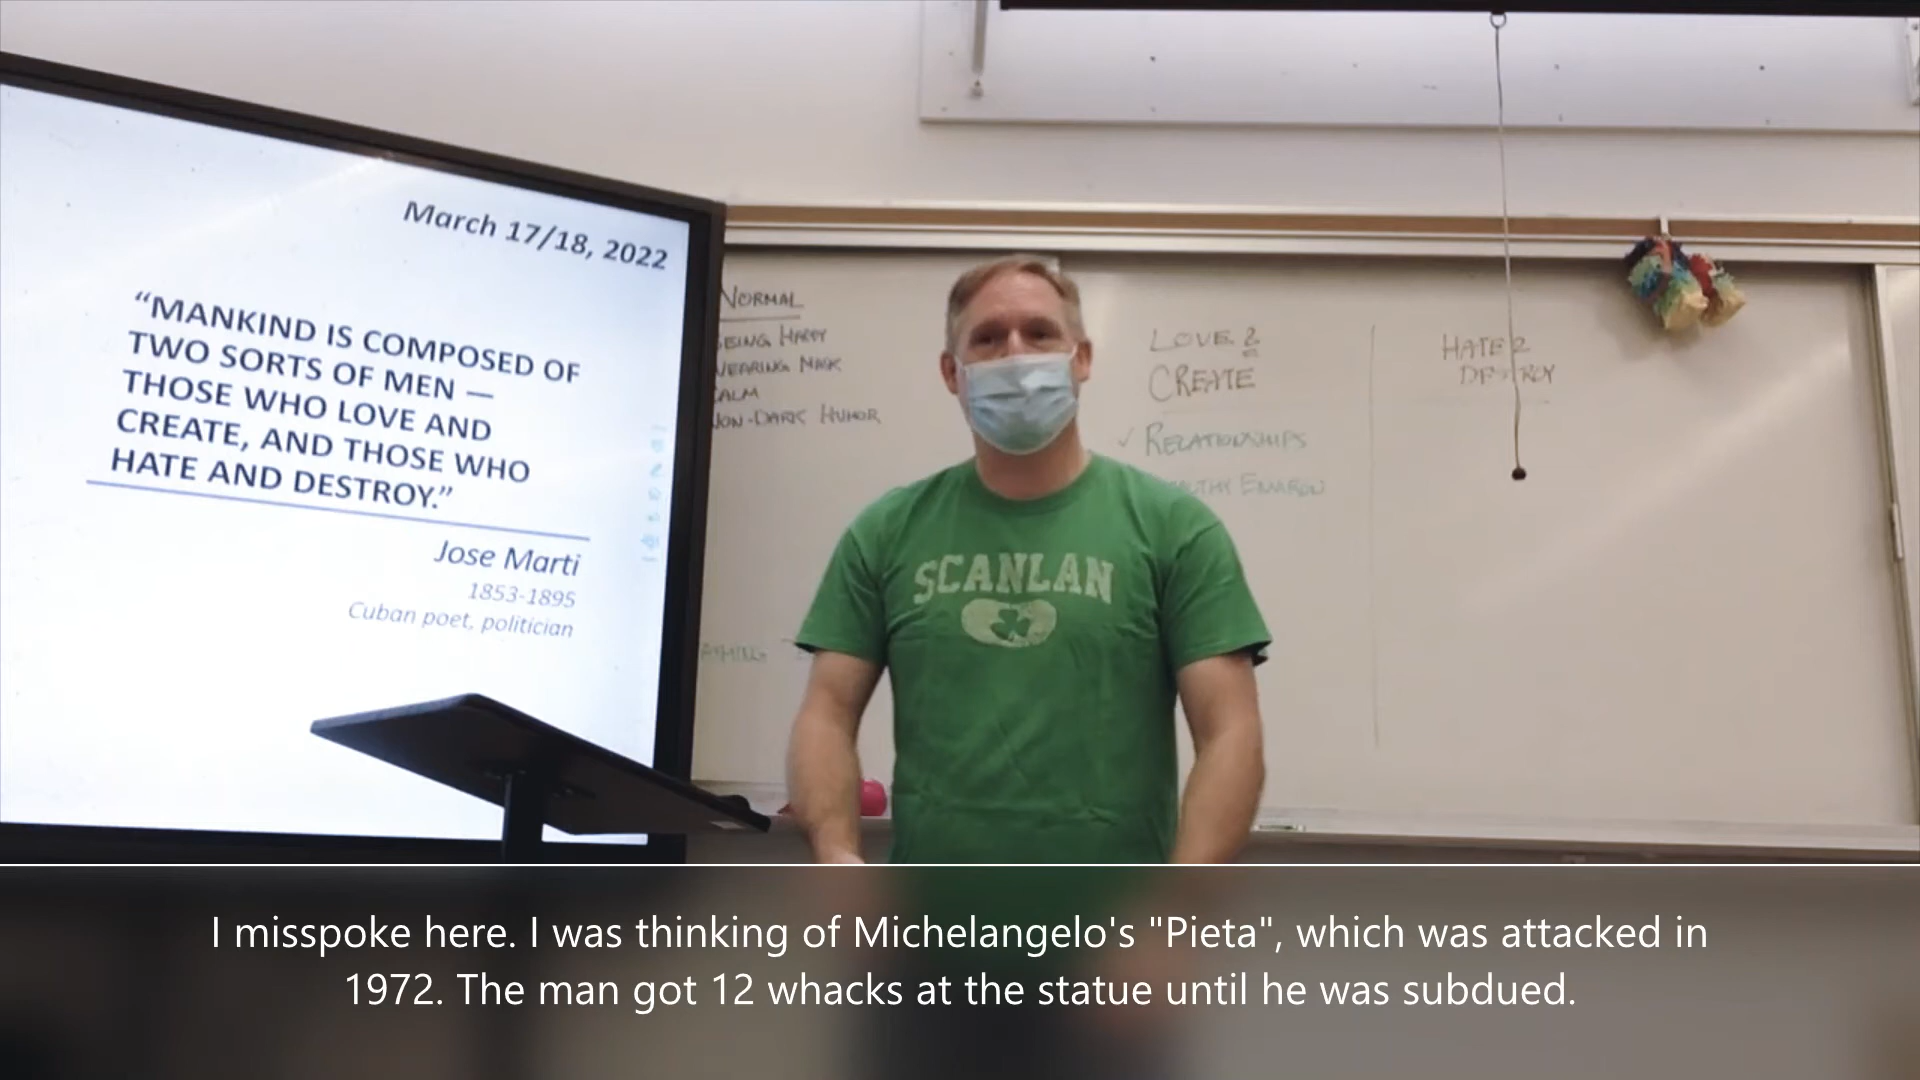 March 17/18, 2022
“MANKIND IS COMPOSED OF
TWO SORTS OF MEN —
THOSE WHO LOVE AND
CREATE, AND THOSE WHO
HATE AND DESTROY.”
Jose Marti
1853-1895
Cuban poet, politician
NORMAL
BEING HAPPY
WEARING MASK
CALM
NON-DARK HUMOR
LOVE &
CREATE
✓ RELATIONSHIPS
HATE &
DESTROY
SCANLAN
I misspoke here. I was thinking of Michelangelo's "Pieta", which was attacked in
1972. The man got 12 whacks at the statue until he was subdued.